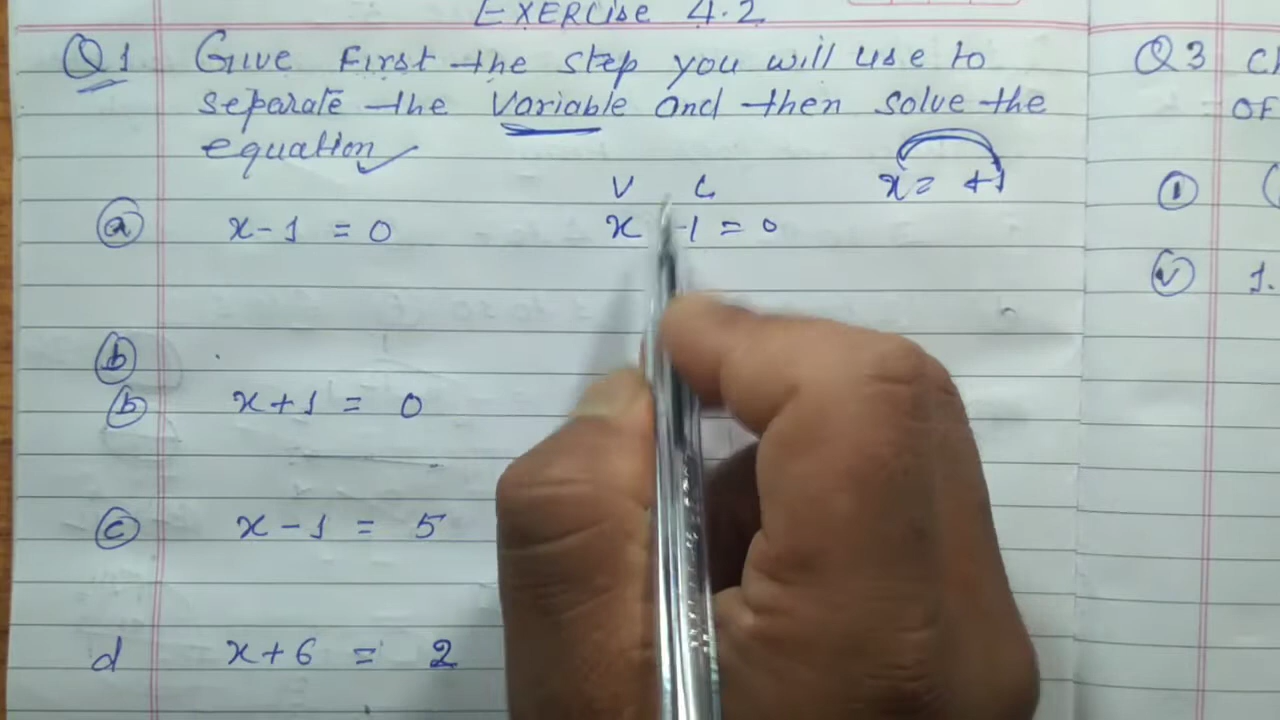 EXERCISE 4.2
Q1 Give First the step you will use to
separate the Variable and then solve the
equation
V C x = +1
(a) x - 1 = 0 x - 1 = 0
(b)
(b) x + 1 = 0
(c) x - 1 = 5
d x + 6 = 2
Q3
OF
(i)
(v) 1.